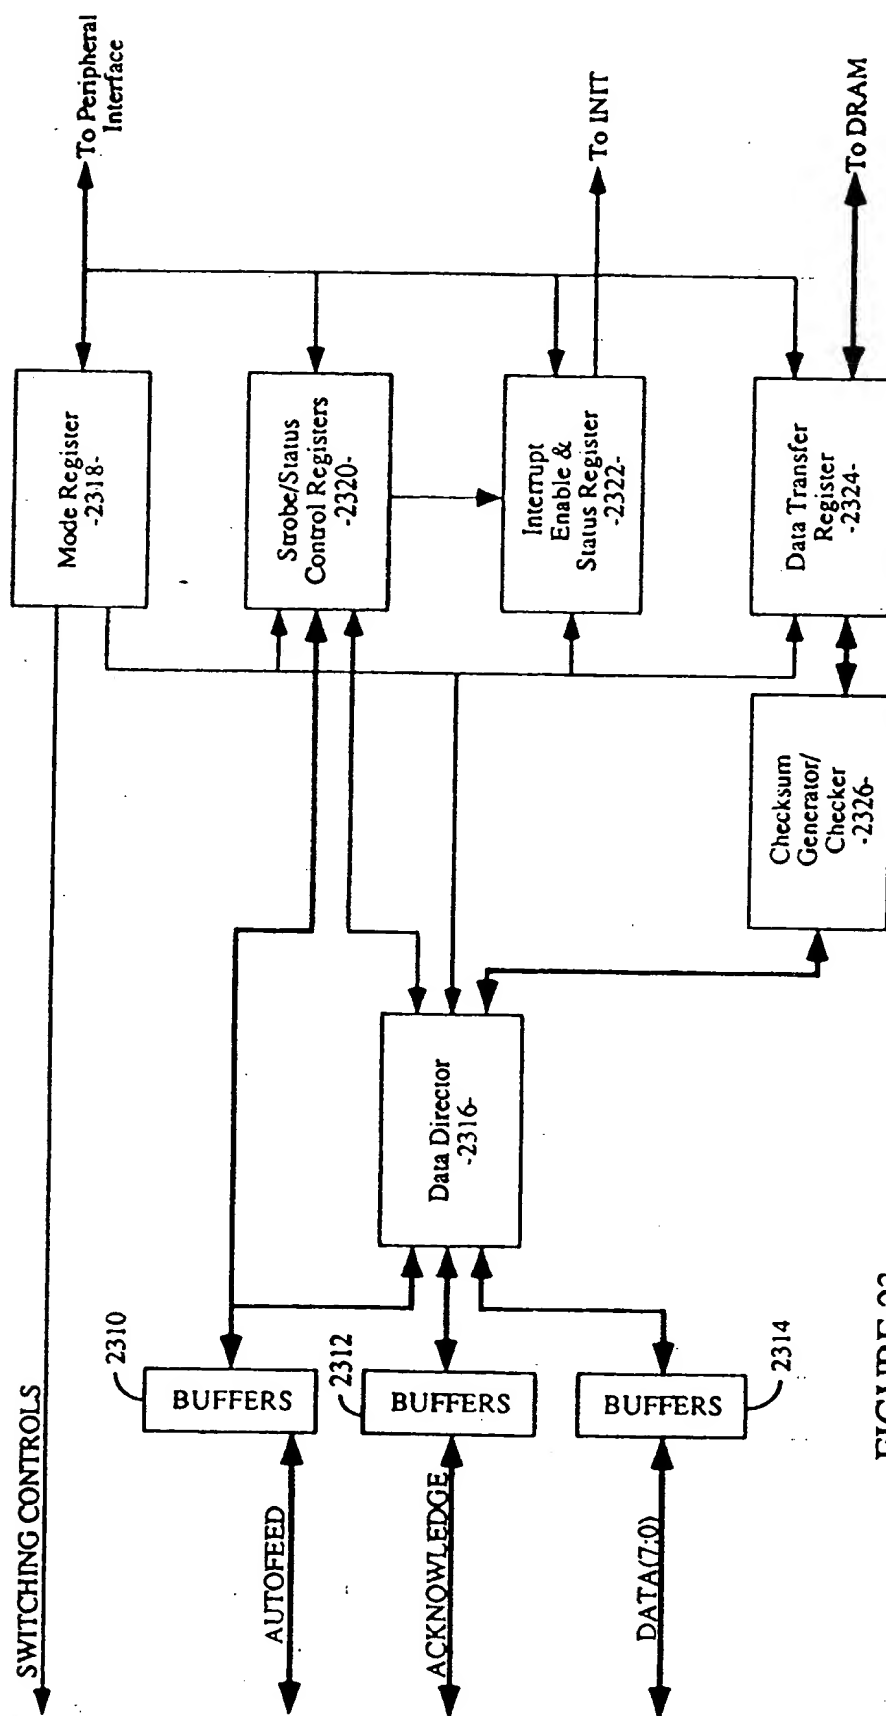 SWITCHING CONTROLS
AUTOFEED
ACKNOWLEDGE
DATA(7:0)
2310
BUFFERS
2312
BUFFERS
2314
BUFFERS
Data Director
-2316-
Mode Register
-2318-
Strobe/Status
Control Registers
-2320-
Interrupt
Enable &
Status Register
-2322-
Data Transfer
Register
-2324-
Checksum
Generator/
Checker
-2326-
To Peripheral
Interface
To INIT
To DRAM
FIGURE 23